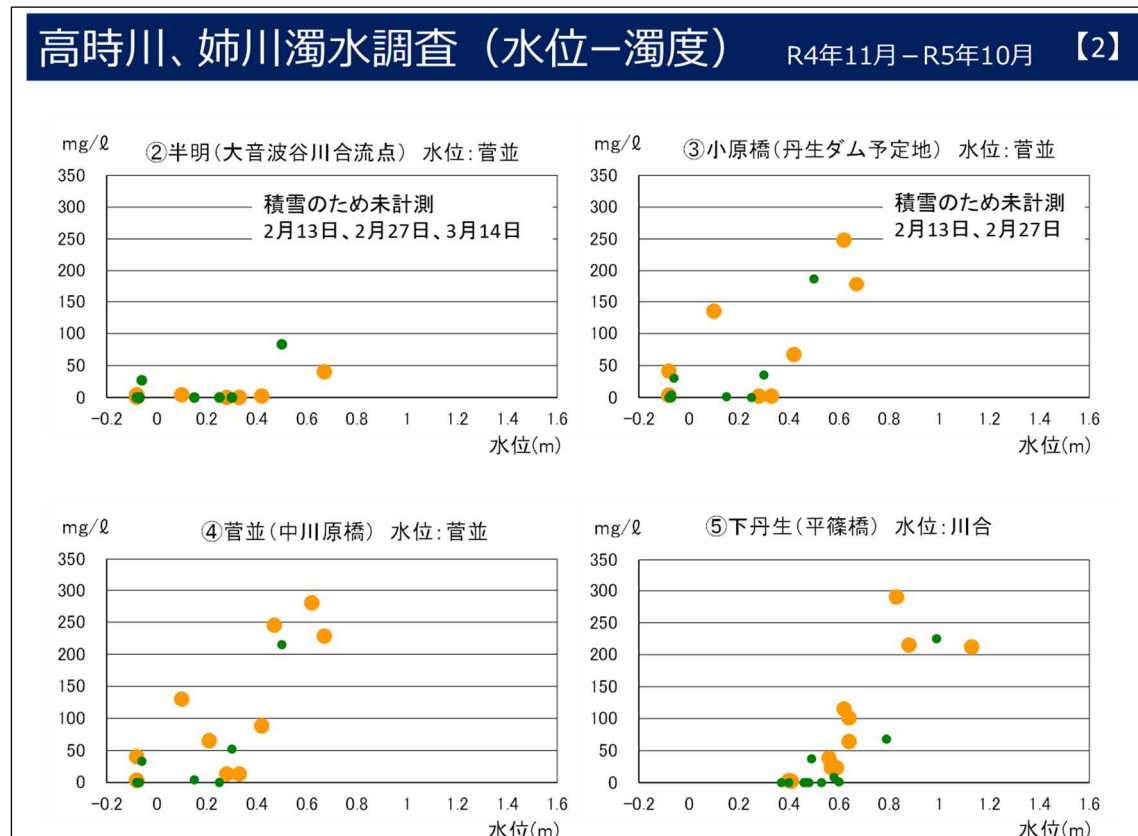 高時川、姉川濁水調査（水位－濁度） R4年11月－R5年10月 【2】
mg/ℓ ②半明（大音波谷川合流点） 水位：菅並
350
300
250
200
150
100
50
0
積雪のため未計測
2月13日、2月27日、3月14日
-0.2 0 0.2 0.4 0.6 0.8 1 1.2 1.4 1.6
水位(m)
mg/ℓ ③小原橋（丹生ダム予定地） 水位：菅並
350
300
250
200
150
100
50
0
積雪のため未計測
2月13日、2月27日
-0.2 0 0.2 0.4 0.6 0.8 1 1.2 1.4 1.6
水位(m)
mg/ℓ ④菅並（中川原橋） 水位：菅並
350
300
250
200
150
100
50
0
-0.2 0 0.2 0.4 0.6 0.8 1 1.2 1.4 1.6
水位(m)
mg/ℓ ⑤下丹生（平篠橋） 水位：川合
350
300
250
200
150
100
50
0
-0.2 0 0.2 0.4 0.6 0.8 1 1.2 1.4 1.6
水位(m)